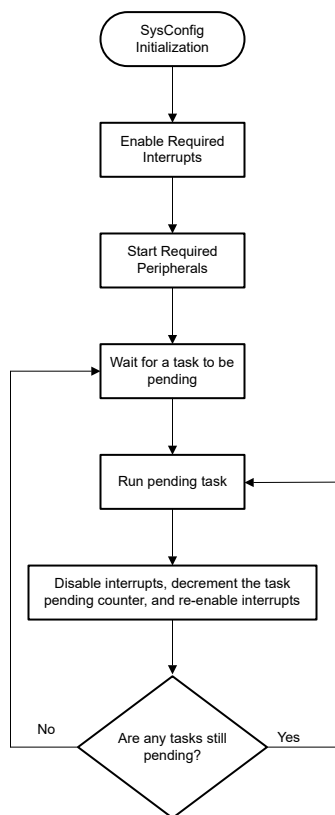 SysConfig
Initialization
Enable Required
Interrupts
Start Required
Peripherals
Wait for a task to be
pending
Run pending task
Disable interrupts, decrement the task
pending counter, and re-enable interrupts
Are any tasks still
pending?
No
Yes